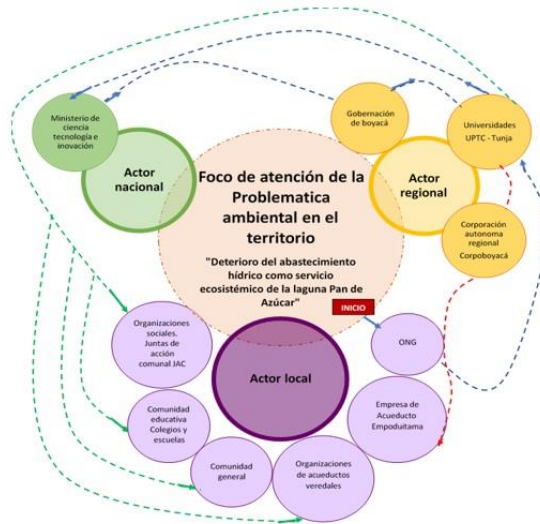 Ministerio de
ciencia
tecnología e
innovación
Actor
nacional
Foco de atención de la
Problematica
ambiental en el
territorio
"Deterioro del abastecimiento
hídrico como servicio
ecosistémico de la laguna Pan de
Azúcar"
Gobernación
de boyacá
Universidades
UPTC - Tunja
Actor
regional
Corporación
autonoma
regional
Corpoboyacá
INICIO
ONG
Organizaciones
sociales.
Juntas de
acción
comunal JAC
Actor local
Comunidad
educativa
Colegios y
escuelas
Empresa de
Acueducto
Empoduitama
Comunidad
general
Organizaciones
de acueductos
veredales